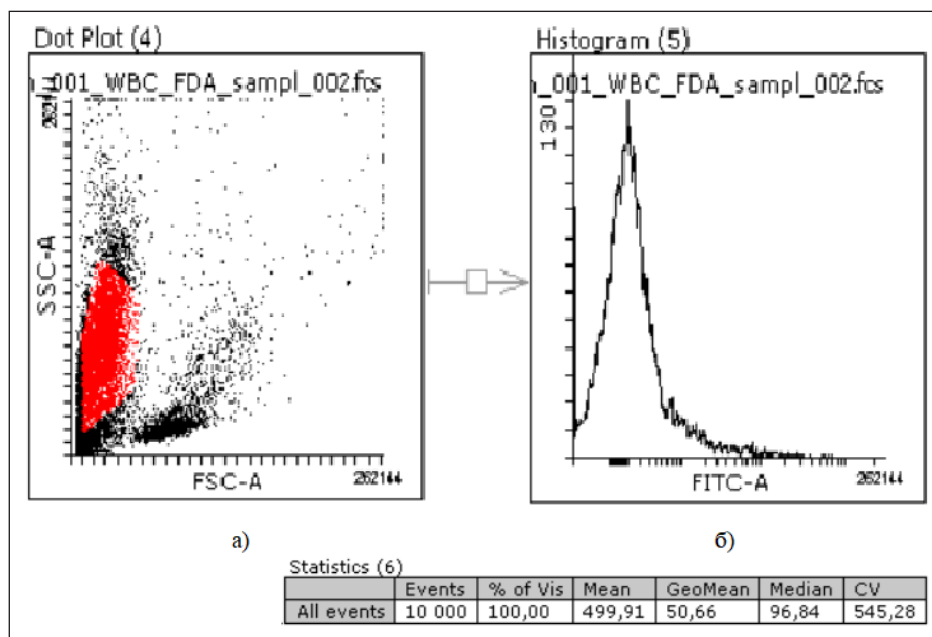 Dot Plot (4)
_001_WBC_FDA_sampl_002.fcs
SSC-A
FSC-A
262144
а)
Histogram (5)
_001_WBC_FDA_sampl_002.fcs
130
FITC-A
262144
б)
Statistics (6)
Events % of Vis Mean GeoMean Median CV
All events 10 000 100,00 499,91 50,66 96,84 545,28